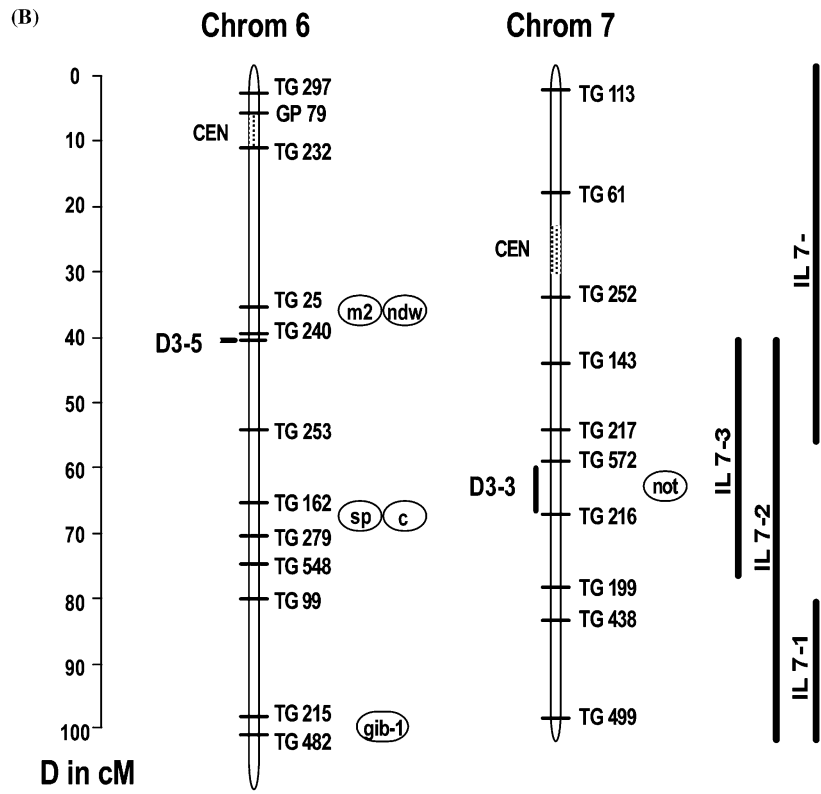 (B)
Chrom 6
Chrom 7
0
10
20
30
40
50
60
70
80
90
100
D in cM
CEN
D3-5
TG 297
GP 79
TG 232
TG 25
TG 240
TG 253
TG 162
TG 279
TG 548
TG 99
TG 215
TG 482
m2
ndw
sp
c
gib-1
CEN
D3-3
TG 113
TG 61
TG 252
TG 143
TG 217
TG 572
TG 216
TG 199
TG 438
TG 499
not
IL 7-3
IL 7-2
IL 7-
IL 7-1